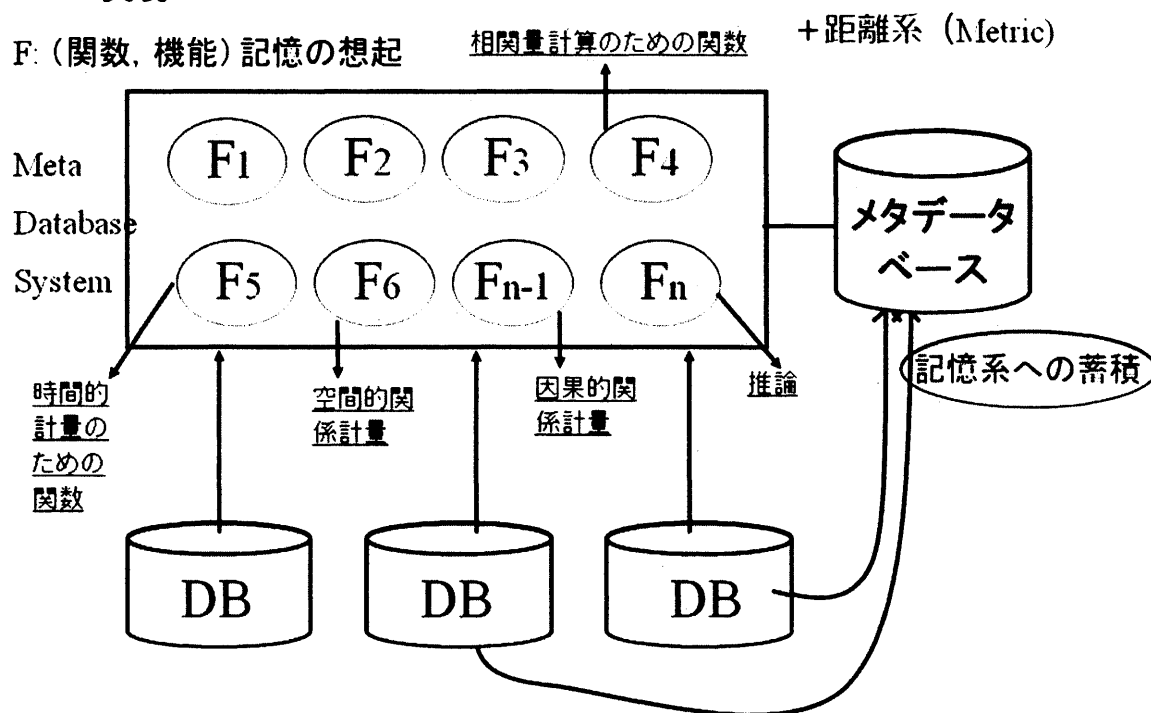 F: (関数, 機能) 記憶の想起
相関量計算のための関数
+距離系 (Metric)
Meta
Database
System
F1
F2
F3
F4
F5
F6
Fn-1
Fn
メタデータ
ベース
記憶系への蓄積
時間的
計量の
ための
関数
空間的関
係計量
因果的関
係計量
推論
DB
DB
DB